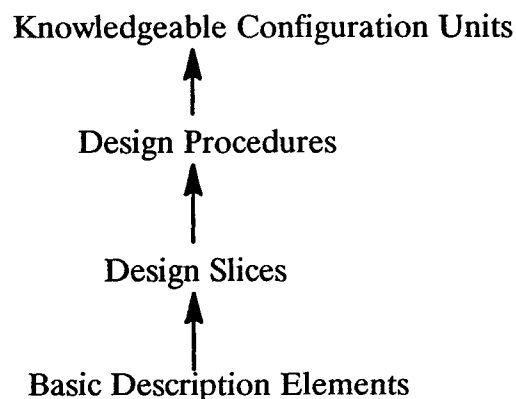 Knowledgeable Configuration Units
Design Procedures
Design Slices
Basic Description Elements